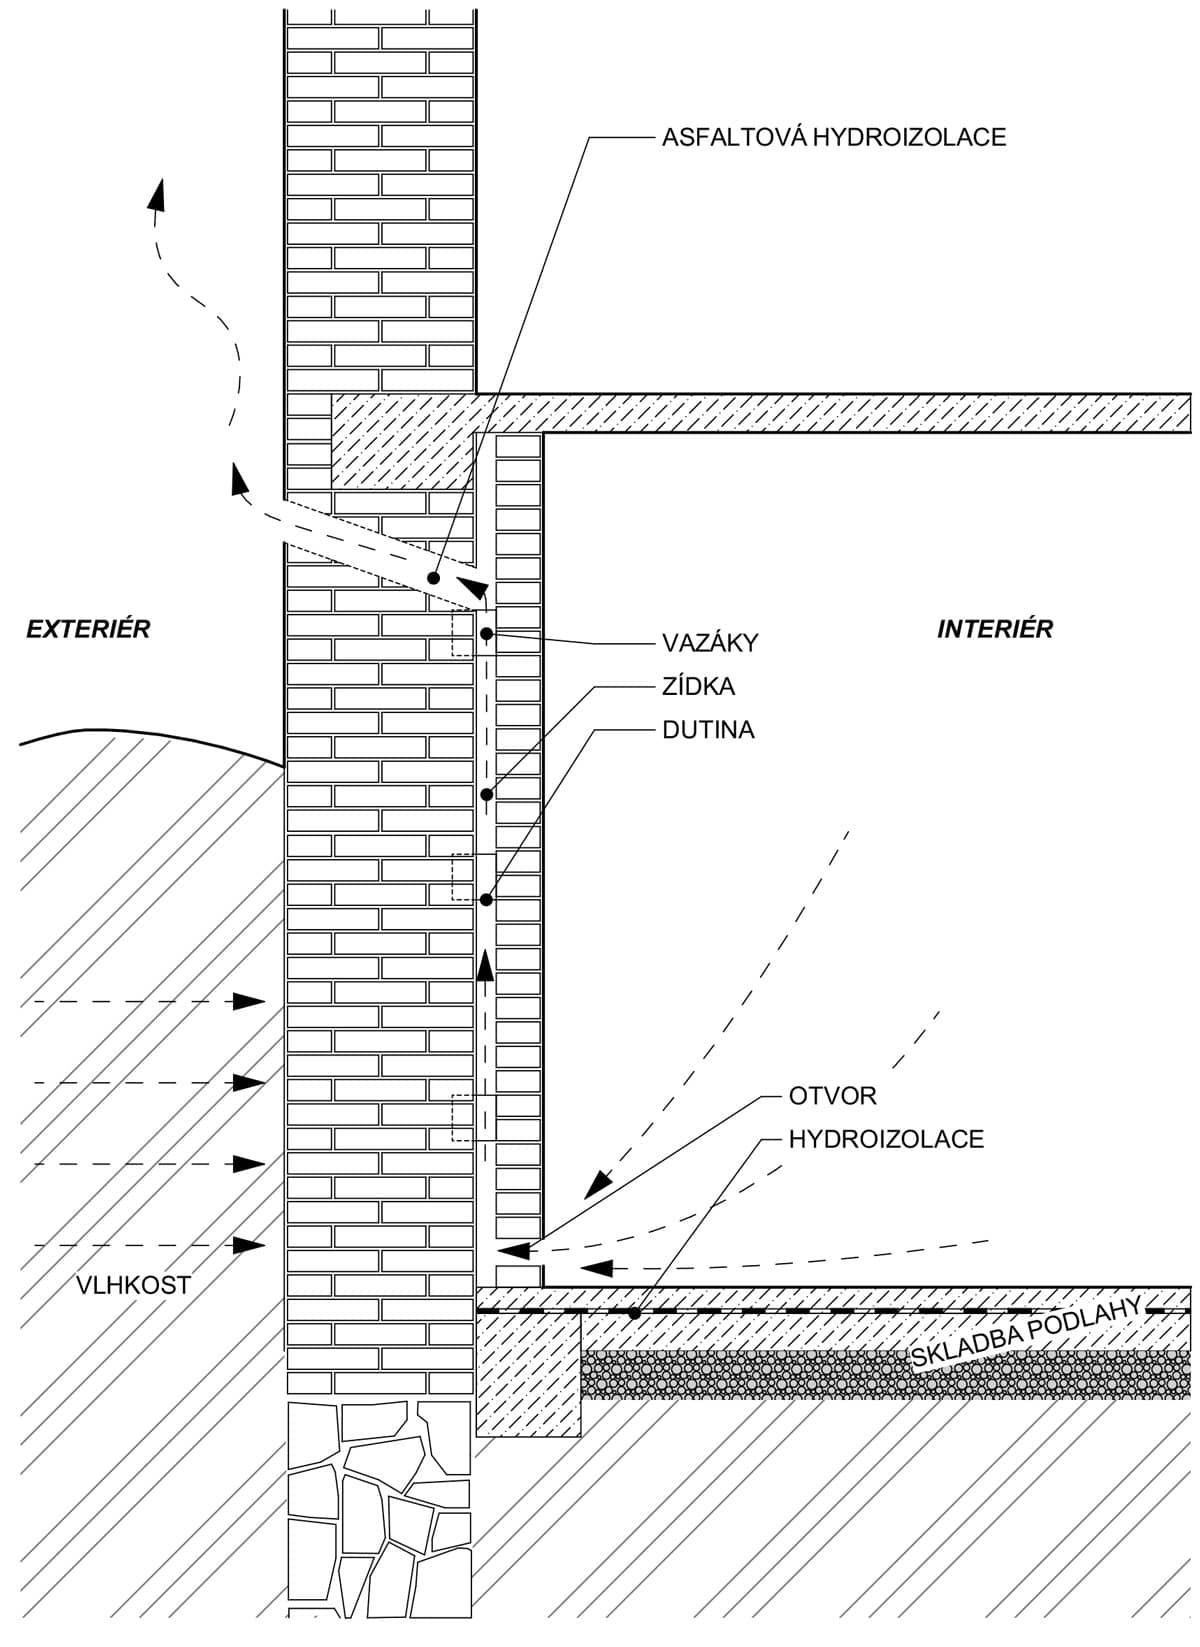 ASFALTOVÁ HYDROIZOLACE
EXTERIÉR
INTERIÉR
VAZÁKY
ZÍDKA
DUTINA
OTVOR
HYDROIZOLACE
VLHKOST
SKLADBA PODLAHY